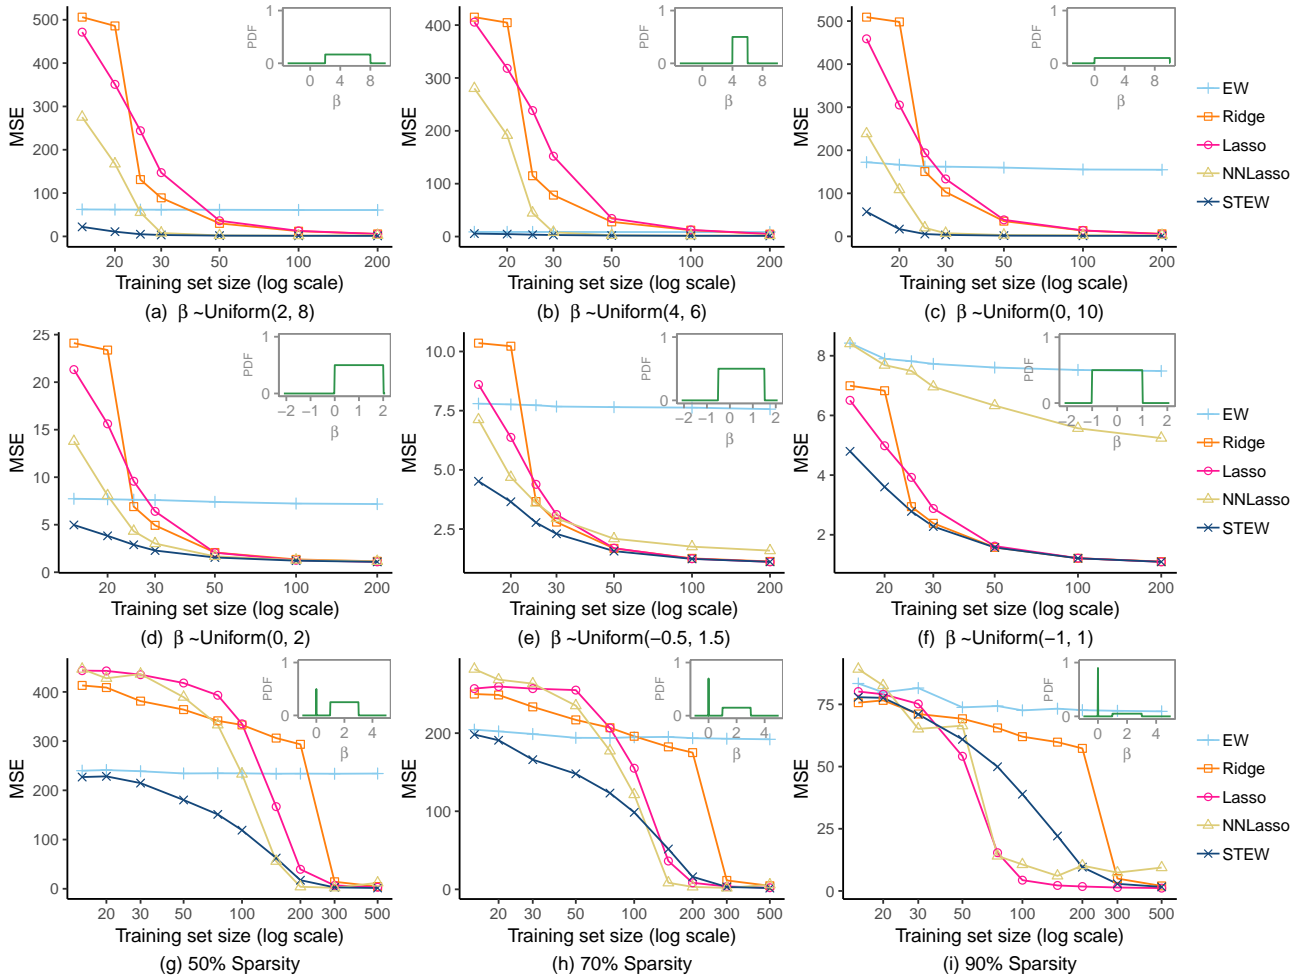 500
400
300
200
100
0
MSE
20
30
50
100
200
Training set size (log scale)
(a) β ~Uniform(2, 8)
1
0
PDF
0
4
8
β
400
300
200
100
0
MSE
20
30
50
100
200
Training set size (log scale)
(b) β ~Uniform(4, 6)
1
0
PDF
0
4
8
β
500
400
300
200
100
0
MSE
20
30
50
100
200
Training set size (log scale)
(c) β ~Uniform(0, 10)
1
0
PDF
0
4
8
β
EW
Ridge
Lasso
NNLasso
STEW
25
20
15
10
5
0
MSE
20
30
50
100
200
Training set size (log scale)
(d) β ~Uniform(0, 2)
1
0
PDF
−2
−1
0
1
2
β
10.0
7.5
5.0
2.5
MSE
20
30
50
100
200
Training set size (log scale)
(e) β ~Uniform(−0.5, 1.5)
1
0
PDF
−2
−1
0
1
2
β
8
6
4
2
MSE
20
30
50
100
200
Training set size (log scale)
(f) β ~Uniform(−1, 1)
1
0
PDF
−2
−1
0
1
2
β
EW
Ridge
Lasso
NNLasso
STEW
400
300
200
100
0
MSE
20
30
50
100
200
300
500
Training set size (log scale)
(g) 50% Sparsity
1
0
PDF
0
2
4
β
200
100
0
MSE
20
30
50
100
200
300
500
Training set size (log scale)
(h) 70% Sparsity
1
0
PDF
0
2
4
β
75
50
25
0
MSE
20
30
50
100
200
300
500
Training set size (log scale)
(i) 90% Sparsity
1
0
PDF
0
2
4
β
EW
Ridge
Lasso
NNLasso
STEW